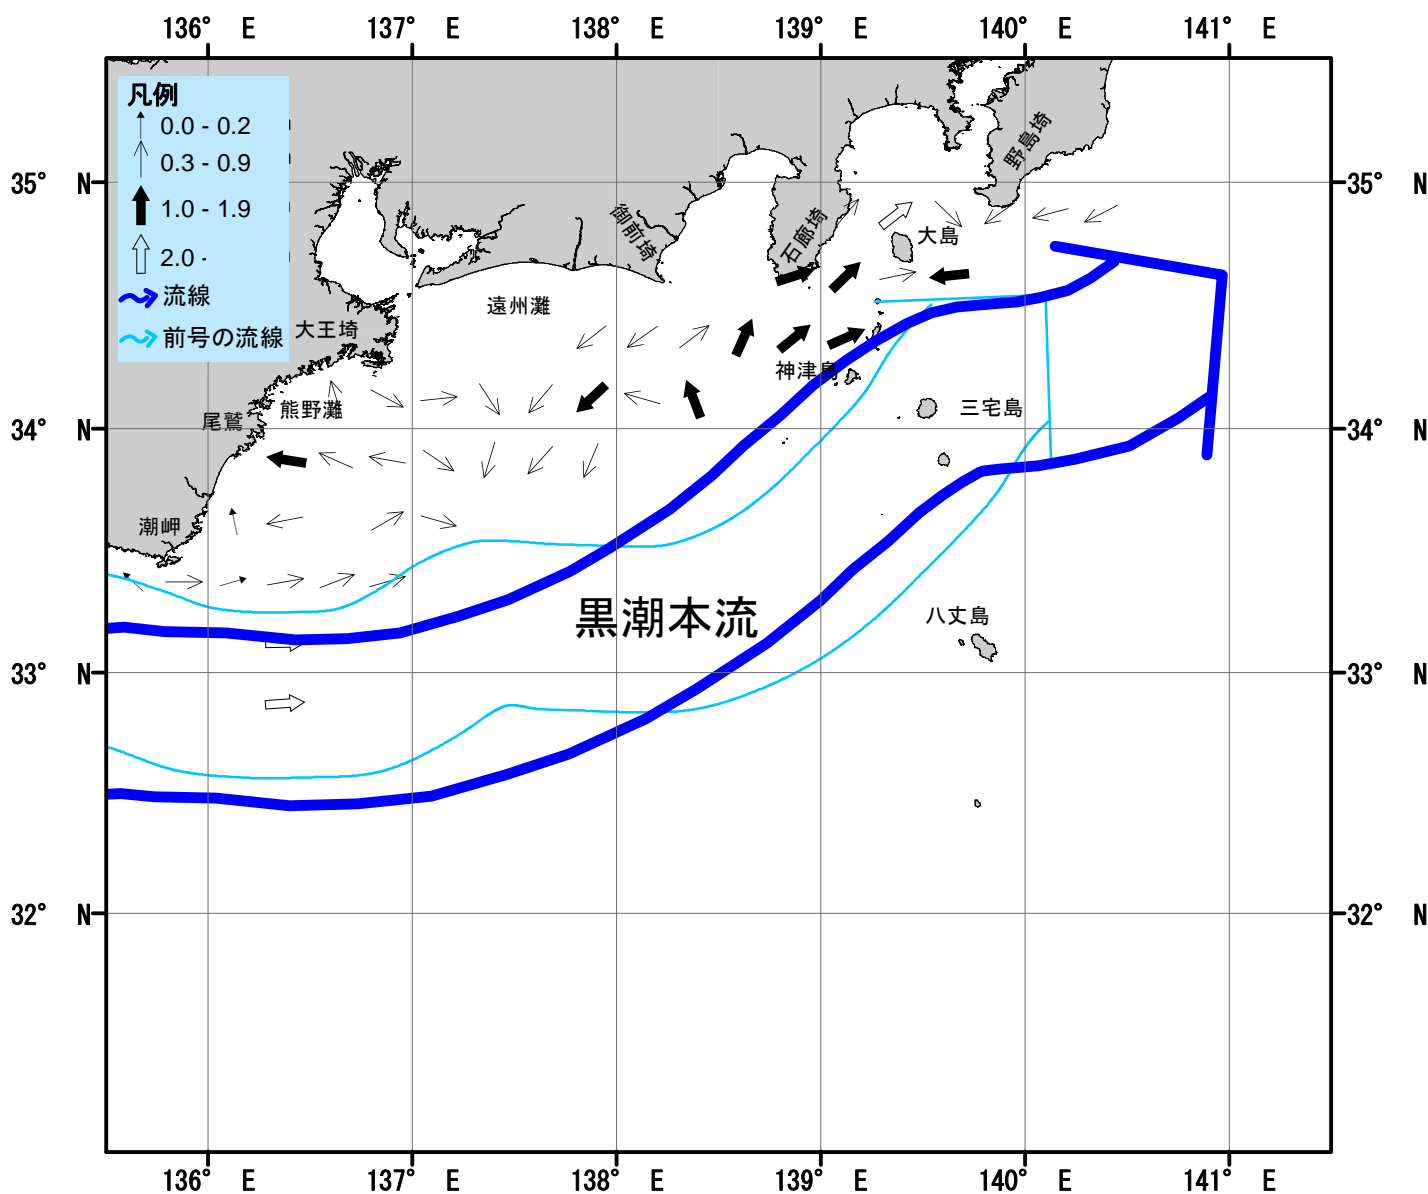 136° E 137° E 138° E 139° E 140° E 141° E
凡例
0.0 - 0.2
0.3 - 0.9
1.0 - 1.9
2.0 -
流線
前号の流線
35° N
35° N
野島埼
御前埼
石廊埼
大島
遠州灘
大王埼
神津島
熊野灘
尾鷲
三宅島
34° N
34° N
潮岬
黒潮本流
八丈島
33° N
33° N
32° N
32° N
136° E 137° E 138° E 139° E 140° E 141° E